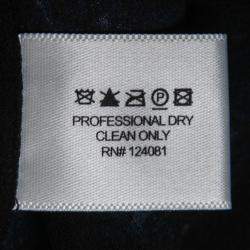 P
PROFESSIONAL DRY
CLEAN ONLY
RN# 124081